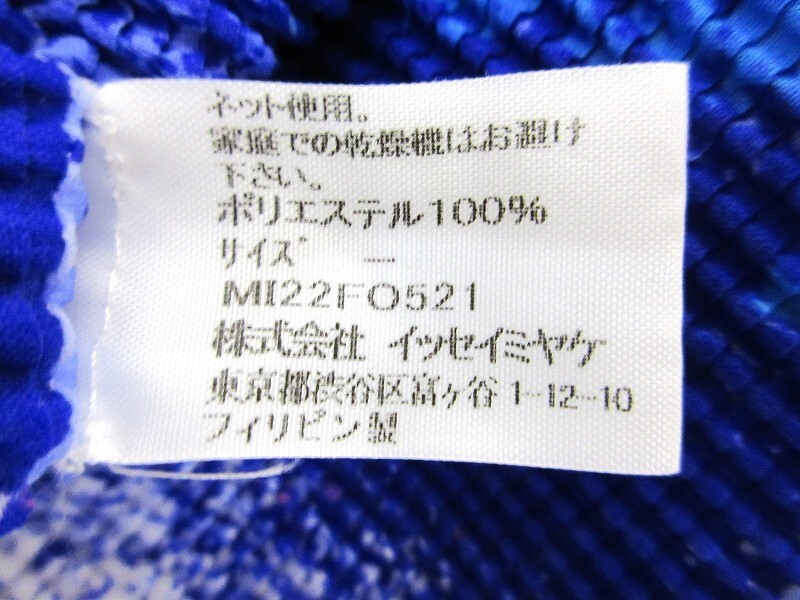 ネット使用。
家庭での乾燥機はお避け
下さい。
ポリエステル100%
サイズ ―
MI22FO521
株式会社 イッセイミヤケ
東京都渋谷区富ヶ谷1-12-10
フィリピン製